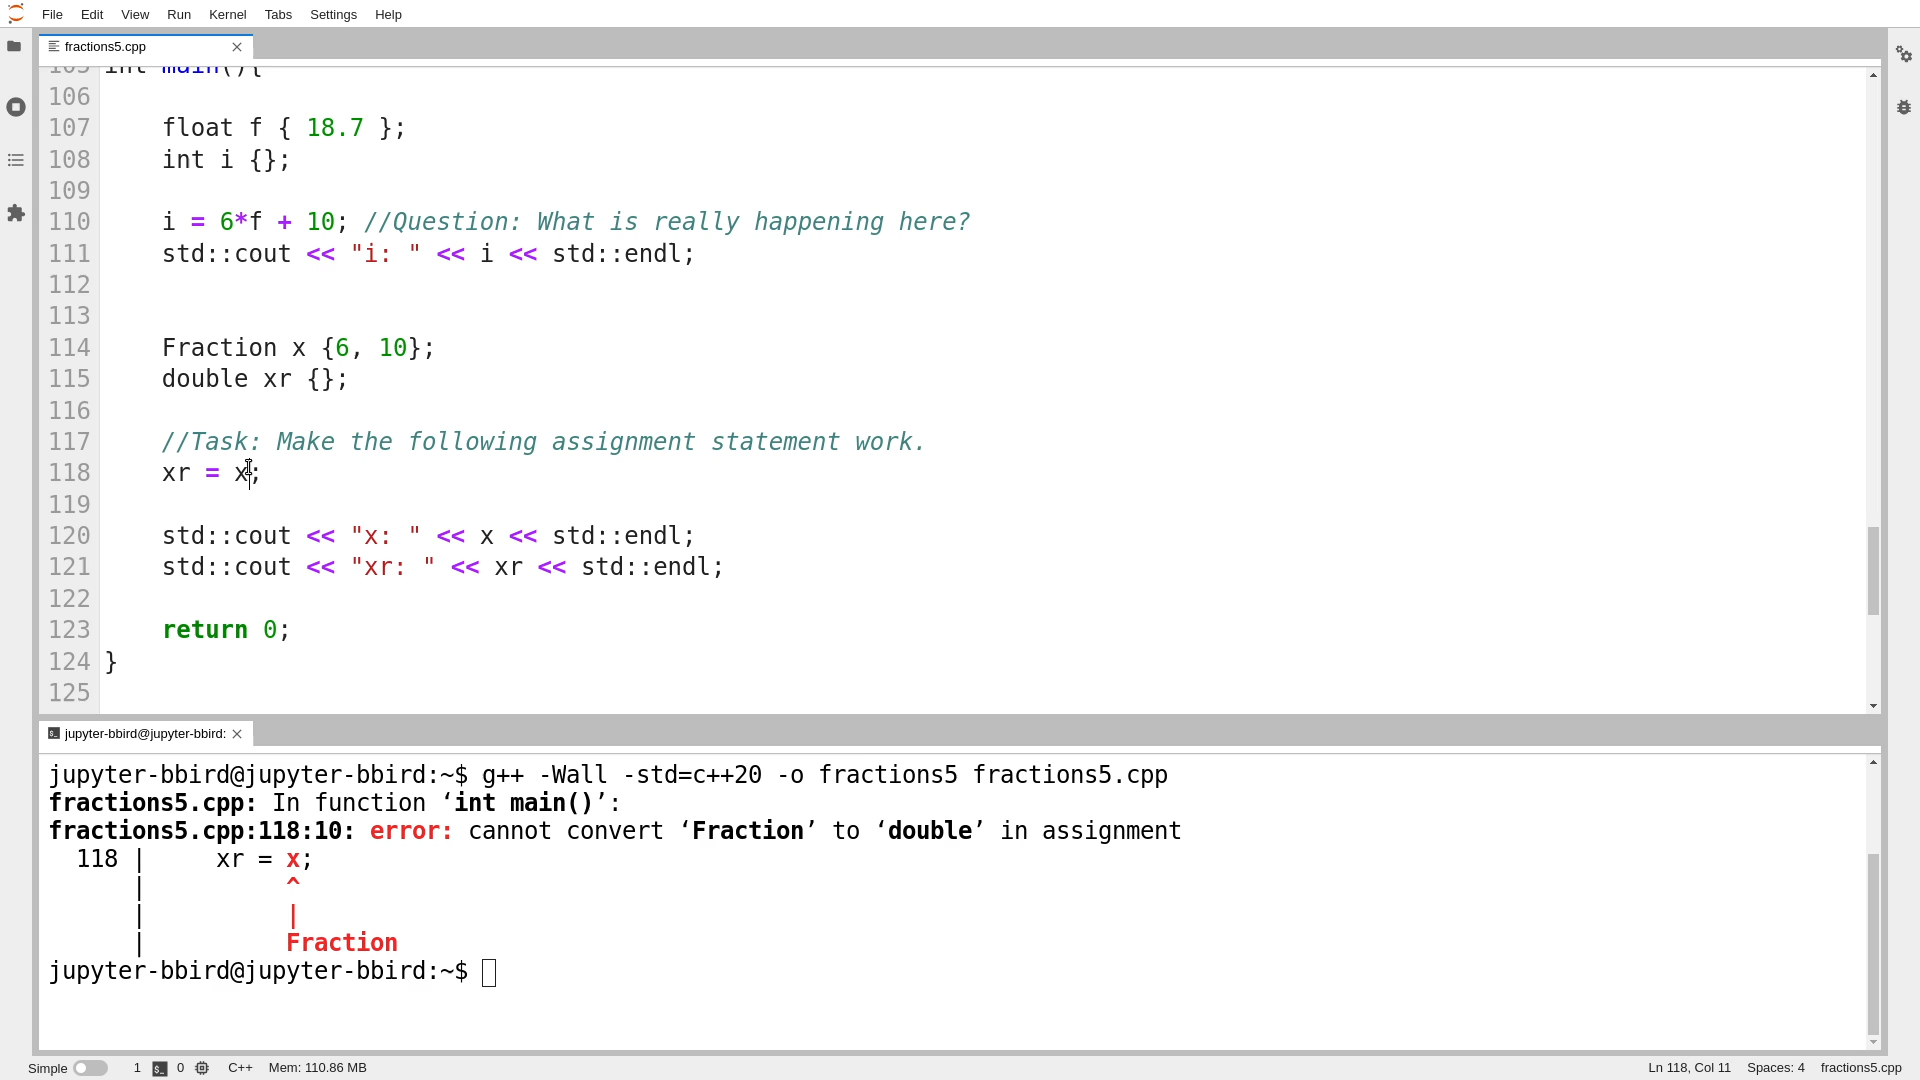 File Edit View Run Kernel Tabs Settings Help
fractions5.cpp
105 int main(){
106
107 float f { 18.7 };
108 int i {};
109
110 i = 6*f + 10; //Question: What is really happening here?
111 std::cout << "i: " << i << std::endl;
112
113
114 Fraction x {6, 10};
115 double xr {};
116
117 //Task: Make the following assignment statement work.
118 xr = x;
119
120 std::cout << "x: " << x << std::endl;
121 std::cout << "xr: " << xr << std::endl;
122
123 return 0;
124 }
125
jupyter-bbird@jupyter-bbird:
jupyter-bbird@jupyter-bbird:~$ g++ -Wall -std=c++20 -o fractions5 fractions5.cpp
fractions5.cpp: In function ‘int main()’:
fractions5.cpp:118:10: error: cannot convert ‘Fraction’ to ‘double’ in assignment
118 | xr = x;
| ^
| |
| Fraction
jupyter-bbird@jupyter-bbird:~$
Simple 1 $_ 0 C++ Mem: 110.86 MB Ln 118, Col 11 Spaces: 4 fractions5.cpp